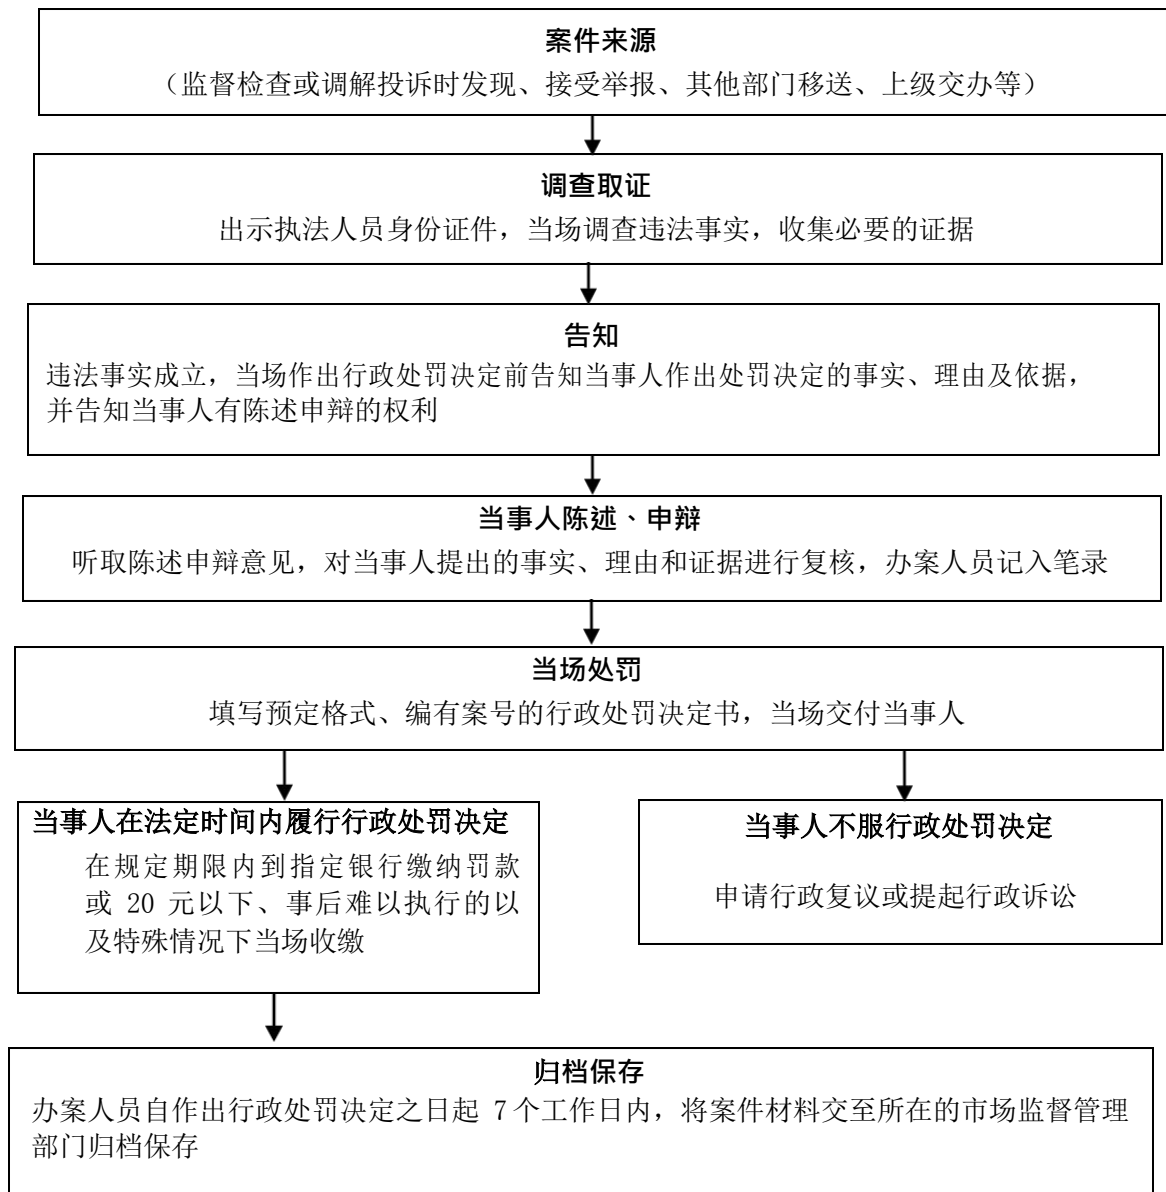 案件来源
（监督检查或调解投诉时发现、接受举报、其他部门移送、上级交办等）
调查取证
出示执法人员身份证件，当场调查违法事实，收集必要的证据
告知
违法事实成立，当场作出行政处罚决定前告知当事人作出处罚决定的事实、理由及依据，
并告知当事人有陈述申辩的权利
当事人陈述、申辩
听取陈述申辩意见，对当事人提出的事实、理由和证据进行复核，办案人员记入笔录
当场处罚
填写预定格式、编有案号的行政处罚决定书，当场交付当事人
当事人在法定时间内履行行政处罚决定
在规定期限内到指定银行缴纳罚款
或 20 元以下、事后难以执行的以
及特殊情况下当场收缴
当事人不服行政处罚决定
申请行政复议或提起行政诉讼
归档保存
办案人员自作出行政处罚决定之日起 7个工作日内，将案件材料交至所在的市场监督管理
部门归档保存